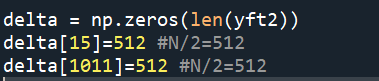 delta = np.zeros(len(yft2))
delta[15]=512 #N/2=512
delta[1011]=512 #N/2=512